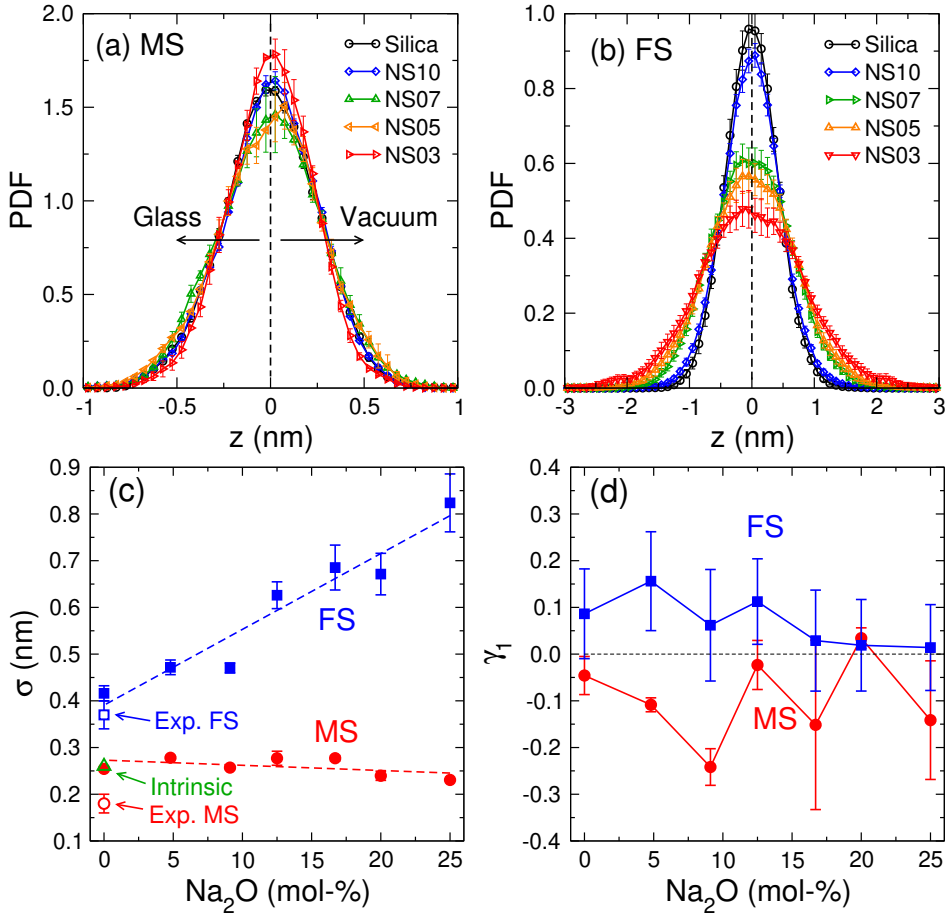 (a) MS
Silica
NS10
NS07
NS05
NS03
Glass
Vacuum
PDF
0.0
0.5
1.0
1.5
2.0
-1
-0.5
0
0.5
1
z (nm)
(b) FS
Silica
NS10
NS07
NS05
NS03
PDF
0.0
0.2
0.4
0.6
0.8
1.0
-3
-2
-1
0
1
2
3
z (nm)
(c)
FS
Exp. FS
MS
Intrinsic
Exp. MS
σ (nm)
0.1
0.2
0.3
0.4
0.5
0.6
0.7
0.8
0.9
0
5
10
15
20
25
Na₂O (mol-%)
(d)
FS
MS
γ₁
-0.4
-0.3
-0.2
-0.1
0.0
0.1
0.2
0.3
0.4
0
5
10
15
20
25
Na₂O (mol-%)